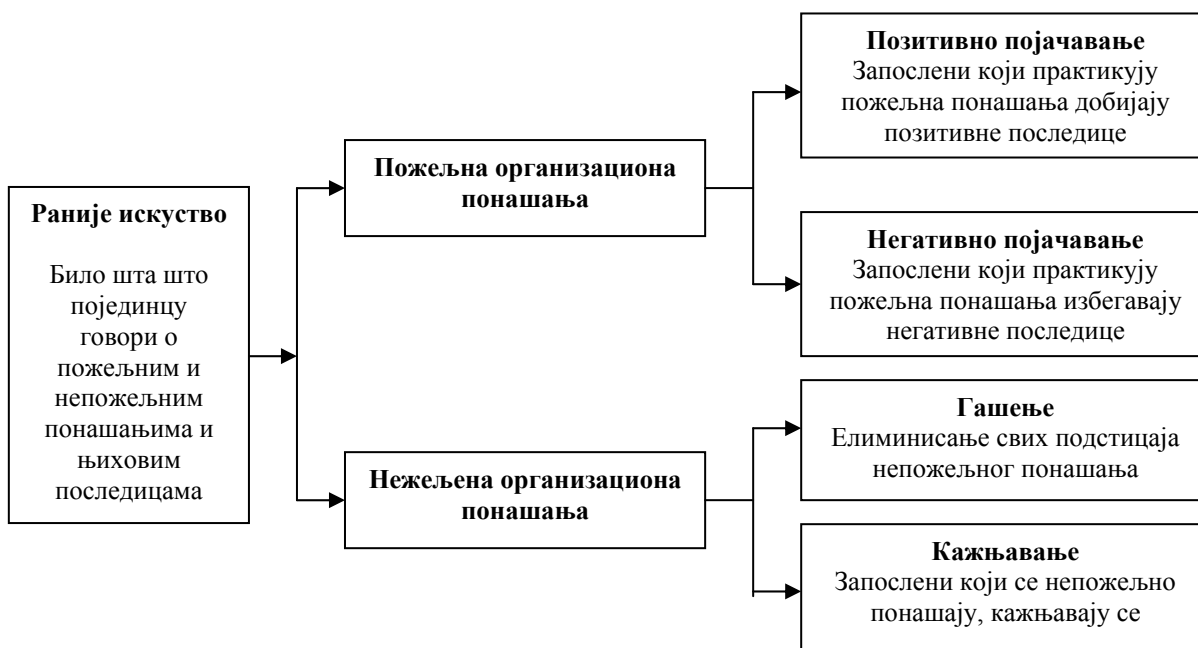 Раније искуство
Било шта што
појединцу
говори о
пожељним и
непожељним
понашањима и
њиховим
последицама
Пожељна организациона
понашања
Нежељена организациона
понашања
Позитивно појачавање
Запослени који практикују
пожељна понашања добијају
позитивне последице
Негативно појачавање
Запослени који практикују
пожељна понашања избегавају
негативне последице
Гашење
Елиминисање свих подстицаја
непожељног понашања
Кажњавање
Запослени који се непожељно
понашају, кажњавају се